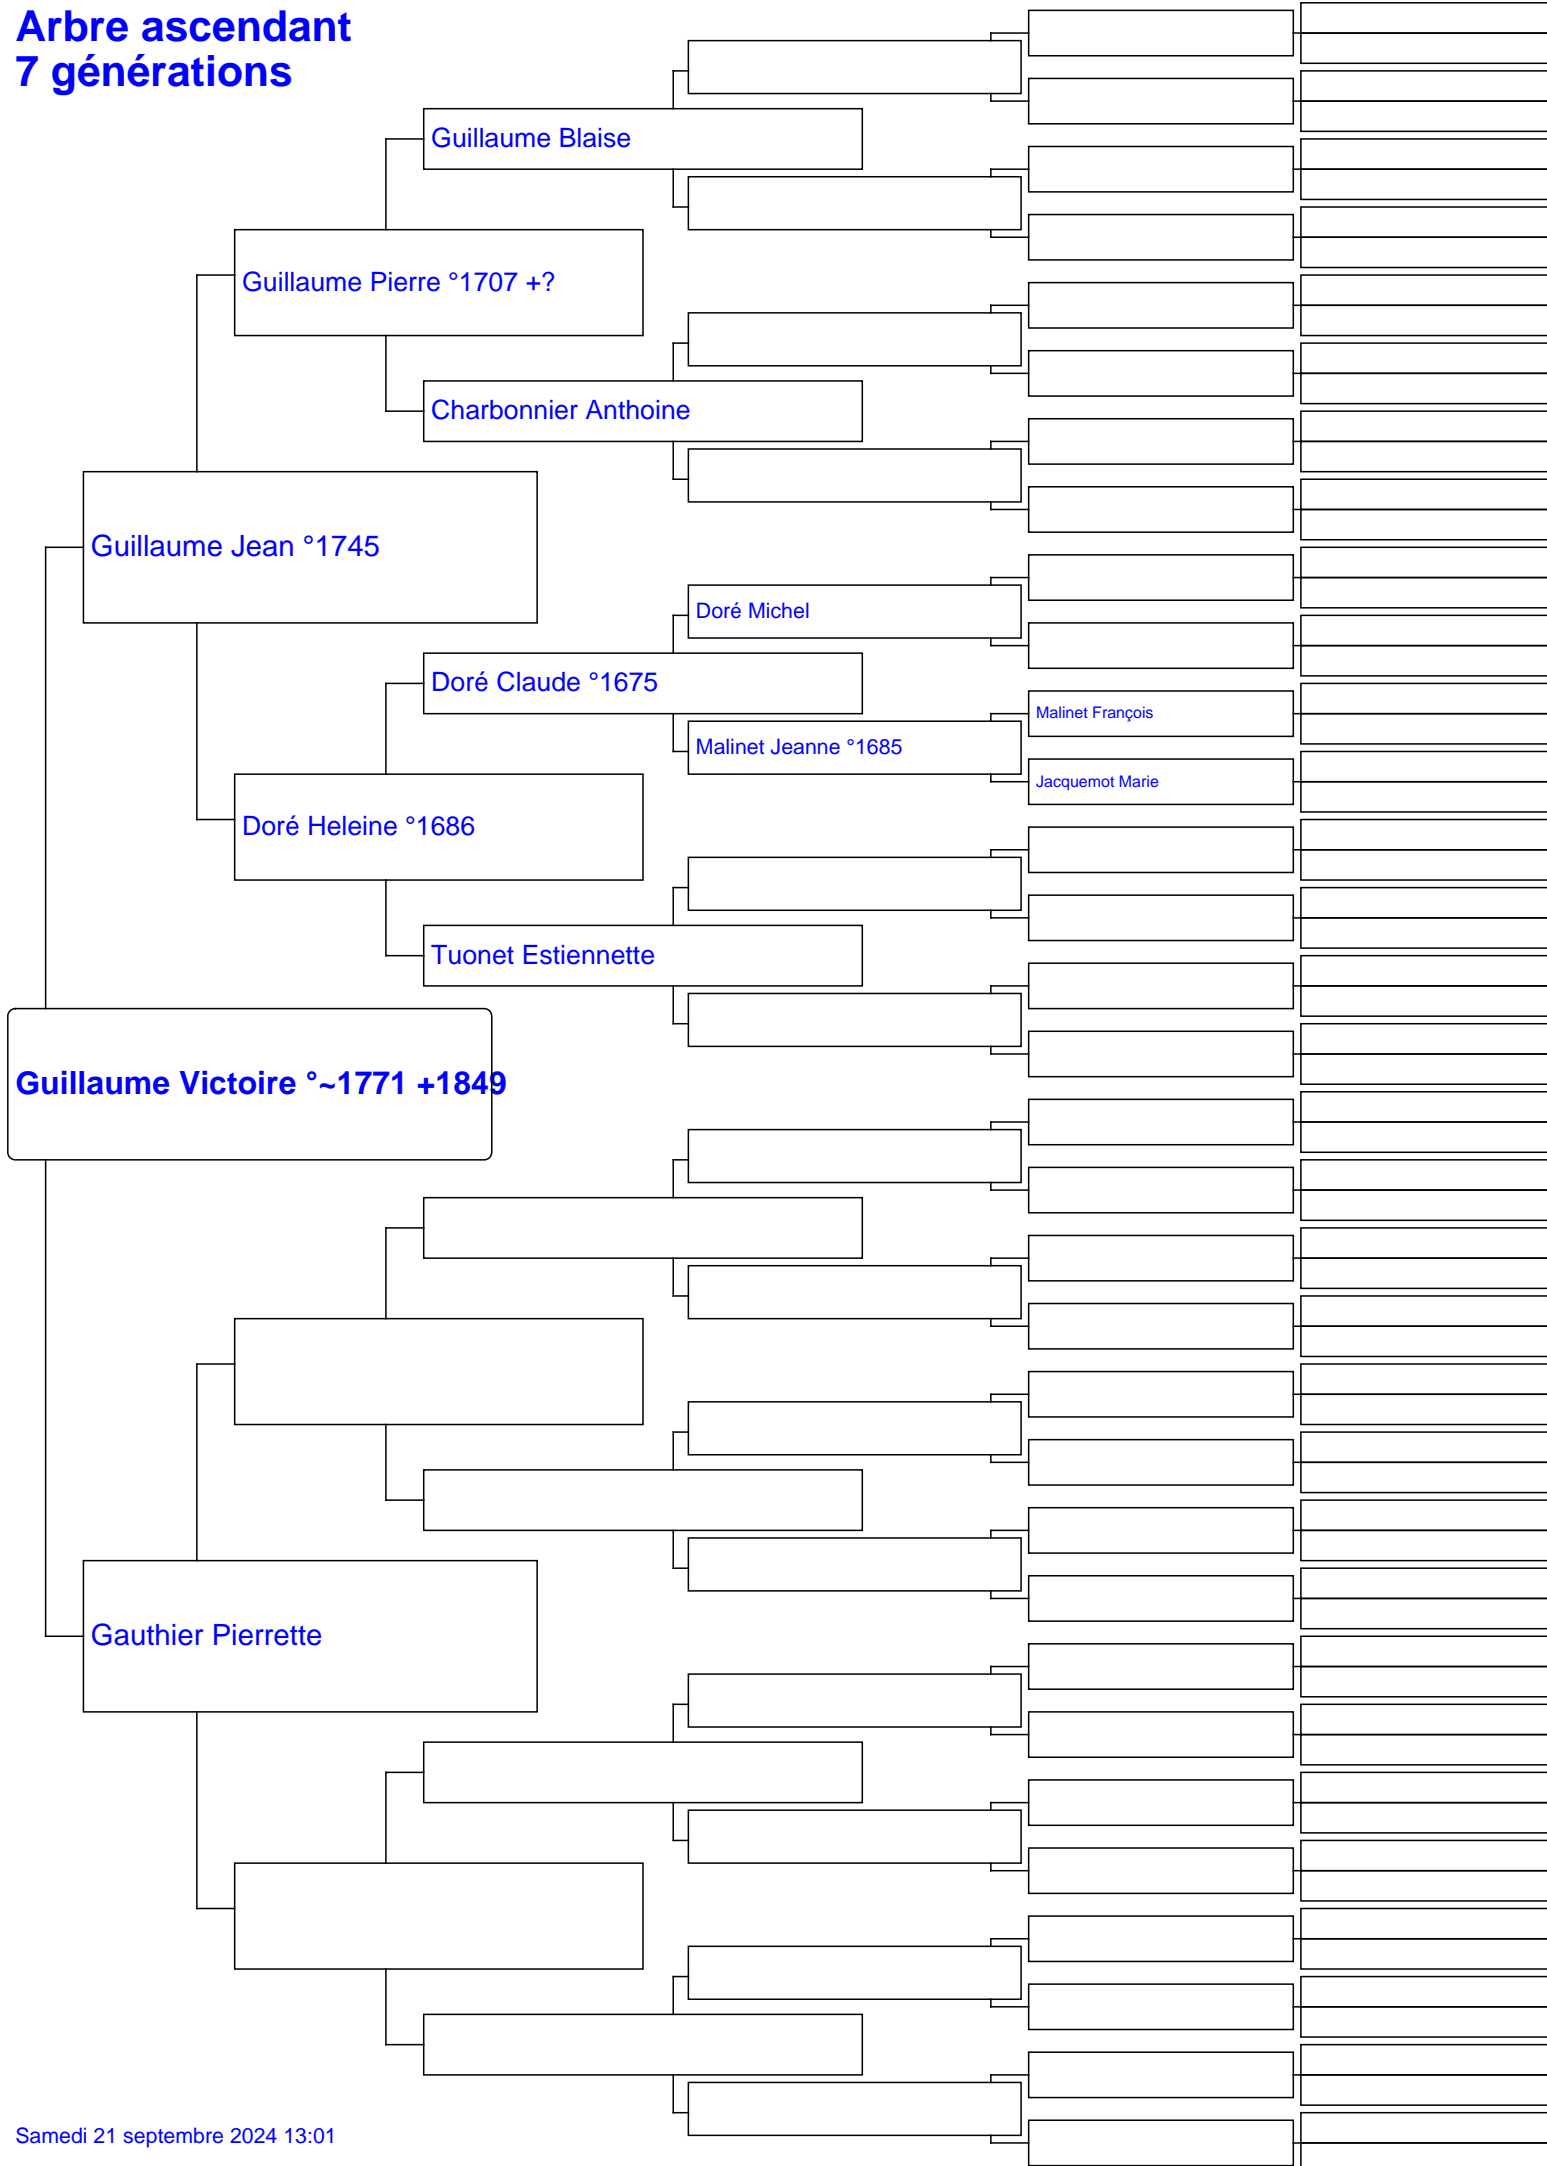 Arbre ascendant
7 générations
Guillaume Blaise
Guillaume Pierre °1707 +?
Charbonnier Anthoine
Guillaume Jean °1745
Doré Michel
Doré Claude °1675
Malinet François
Malinet Jeanne °1685
Jacquemot Marie
Doré Heleine °1686
Tuonet Estiennette
Guillaume Victoire °~1771 +1849
Gauthier Pierrette
Samedi 21 septembre 2024 13:01